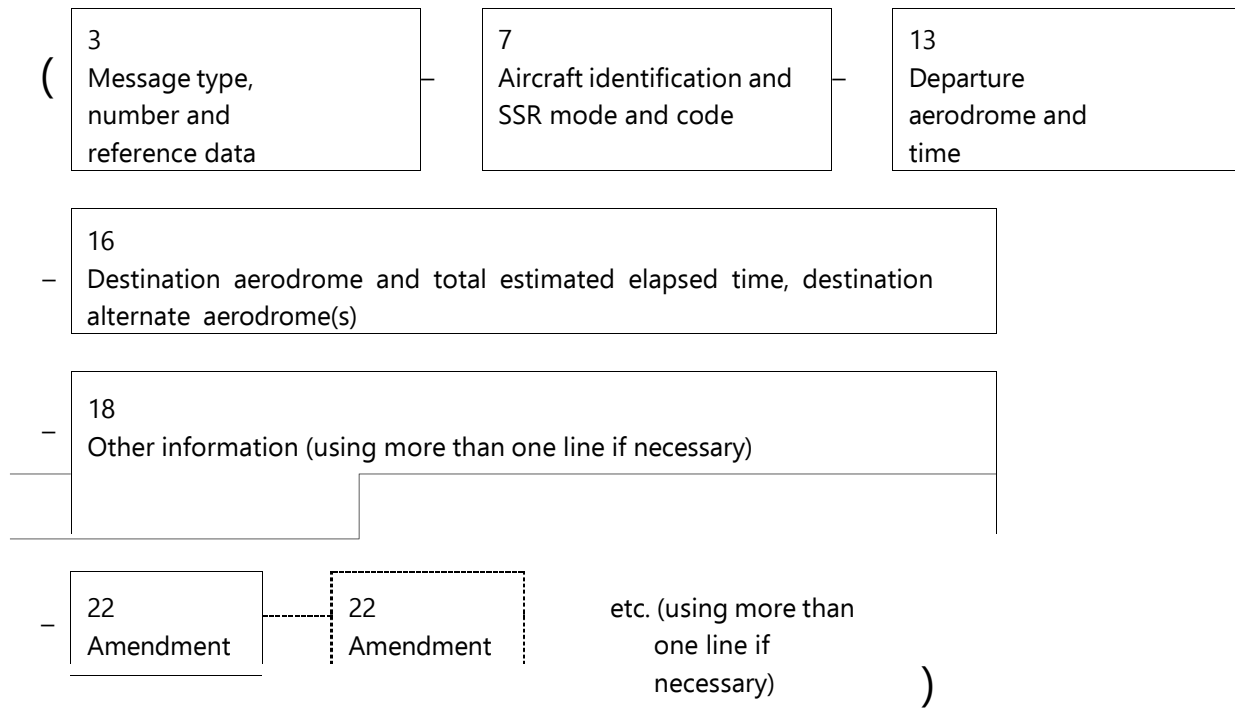 (
3
Message type,
number and
reference data
–
7
Aircraft identification and
SSR mode and code
–
13
Departure
aerodrome and
time
–
16
Destination aerodrome and total estimated elapsed time, destination
alternate aerodrome(s)
–
18
Other information (using more than one line if necessary)
–
22
Amendment
22
Amendment
etc. (using more than
one line if
necessary)
)